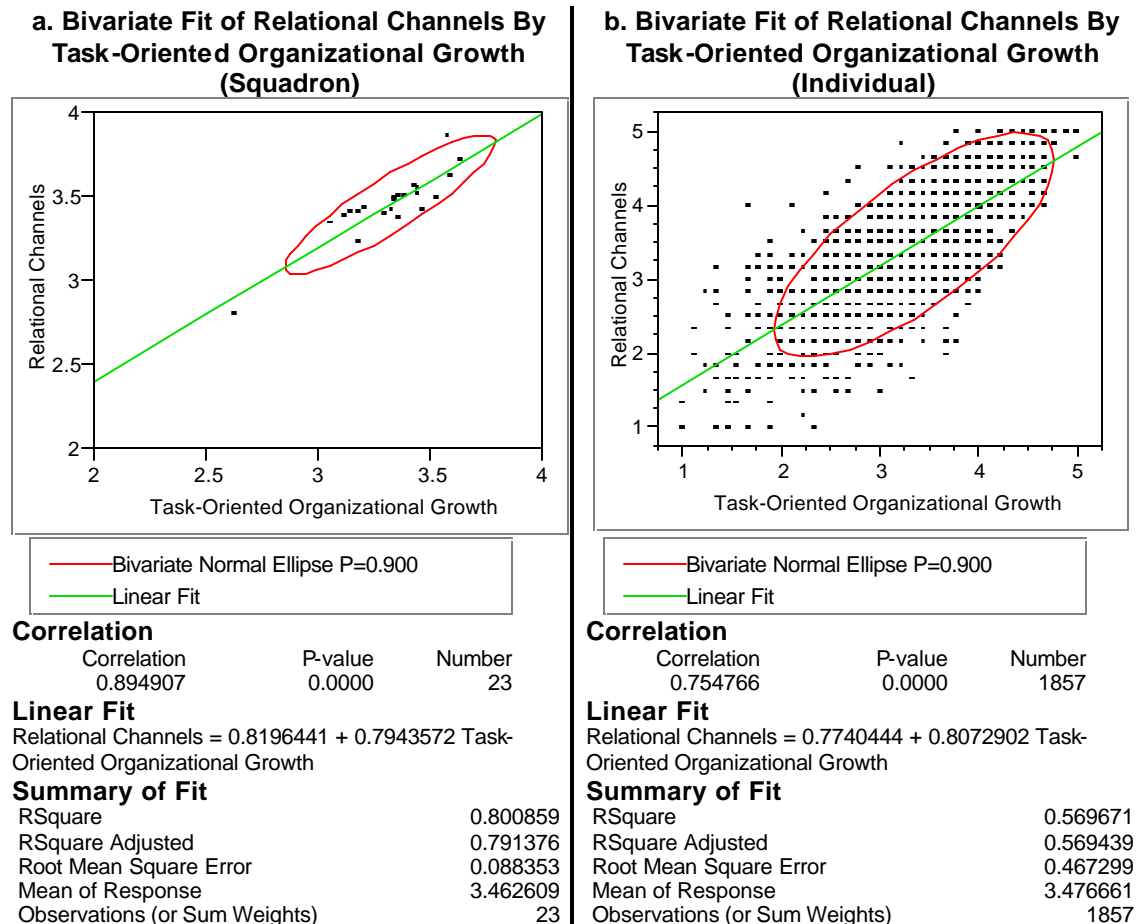 a. Bivariate Fit of Relational Channels By
Task-Oriented Organizational Growth
(Squadron)
4
3.5
3
2.5
2
Relational Channels
2
2.5
3
3.5
4
Task-Oriented Organizational Growth
Bivariate Normal Ellipse P=0.900
Linear Fit
Correlation
Correlation P-value Number
0.894907 0.0000 23
Linear Fit
Relational Channels = 0.8196441 + 0.7943572 Task-
Oriented Organizational Growth
Summary of Fit
RSquare 0.800859
RSquare Adjusted 0.791376
Root Mean Square Error 0.088353
Mean of Response 3.462609
Observations (or Sum Weights) 23
b. Bivariate Fit of Relational Channels By
Task-Oriented Organizational Growth
(Individual)
5
4
3
2
1
Relational Channels
1
2
3
4
5
Task-Oriented Organizational Growth
Bivariate Normal Ellipse P=0.900
Linear Fit
Correlation
Correlation P-value Number
0.754766 0.0000 1857
Linear Fit
Relational Channels = 0.7740444 + 0.8072902 Task-
Oriented Organizational Growth
Summary of Fit
RSquare 0.569671
RSquare Adjusted 0.569439
Root Mean Square Error 0.467299
Mean of Response 3.476661
Observations (or Sum Weights) 1857